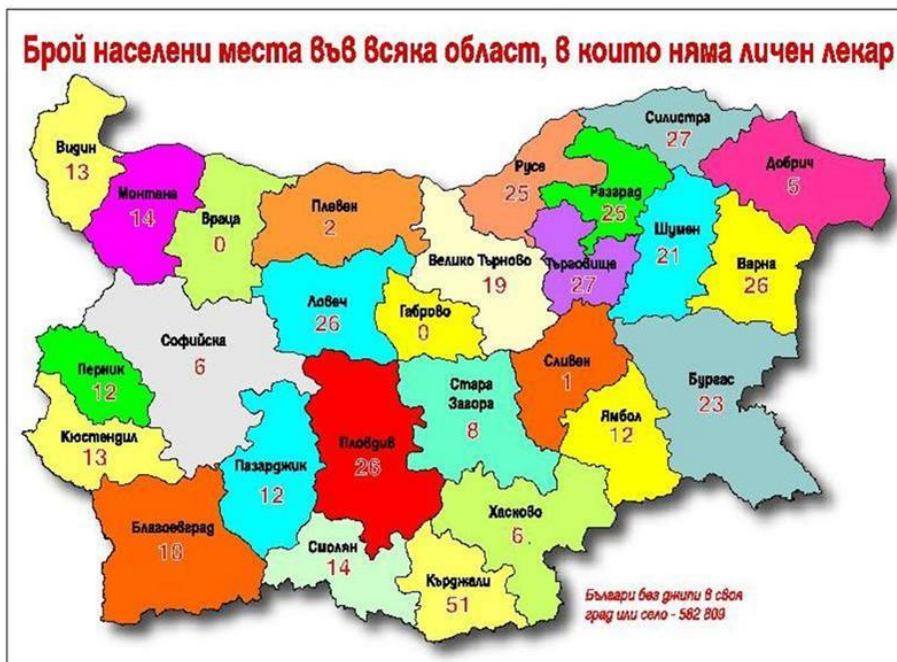 Брой населени места във всяка област, в които няма личен лекар
Видин
13
Монтана
14
Враца
0
Плевен
2
Велико Търново
19
Русе
25
Разград
25
Силистра
27
Добрич
5
Търговище
27
Шумен
21
Варна
26
Ловеч
26
Габрово
0
Софийска
6
Перник
12
Кюстендил
13
Пазарджик
12
Пловдив
26
Стара
Загора
8
Сливен
1
Ямбол
12
Бургас
23
Благоевград
10
Смолян
14
Кърджали
51
Хасково
6.
Българи без джипи в своя
град или село - 582 809